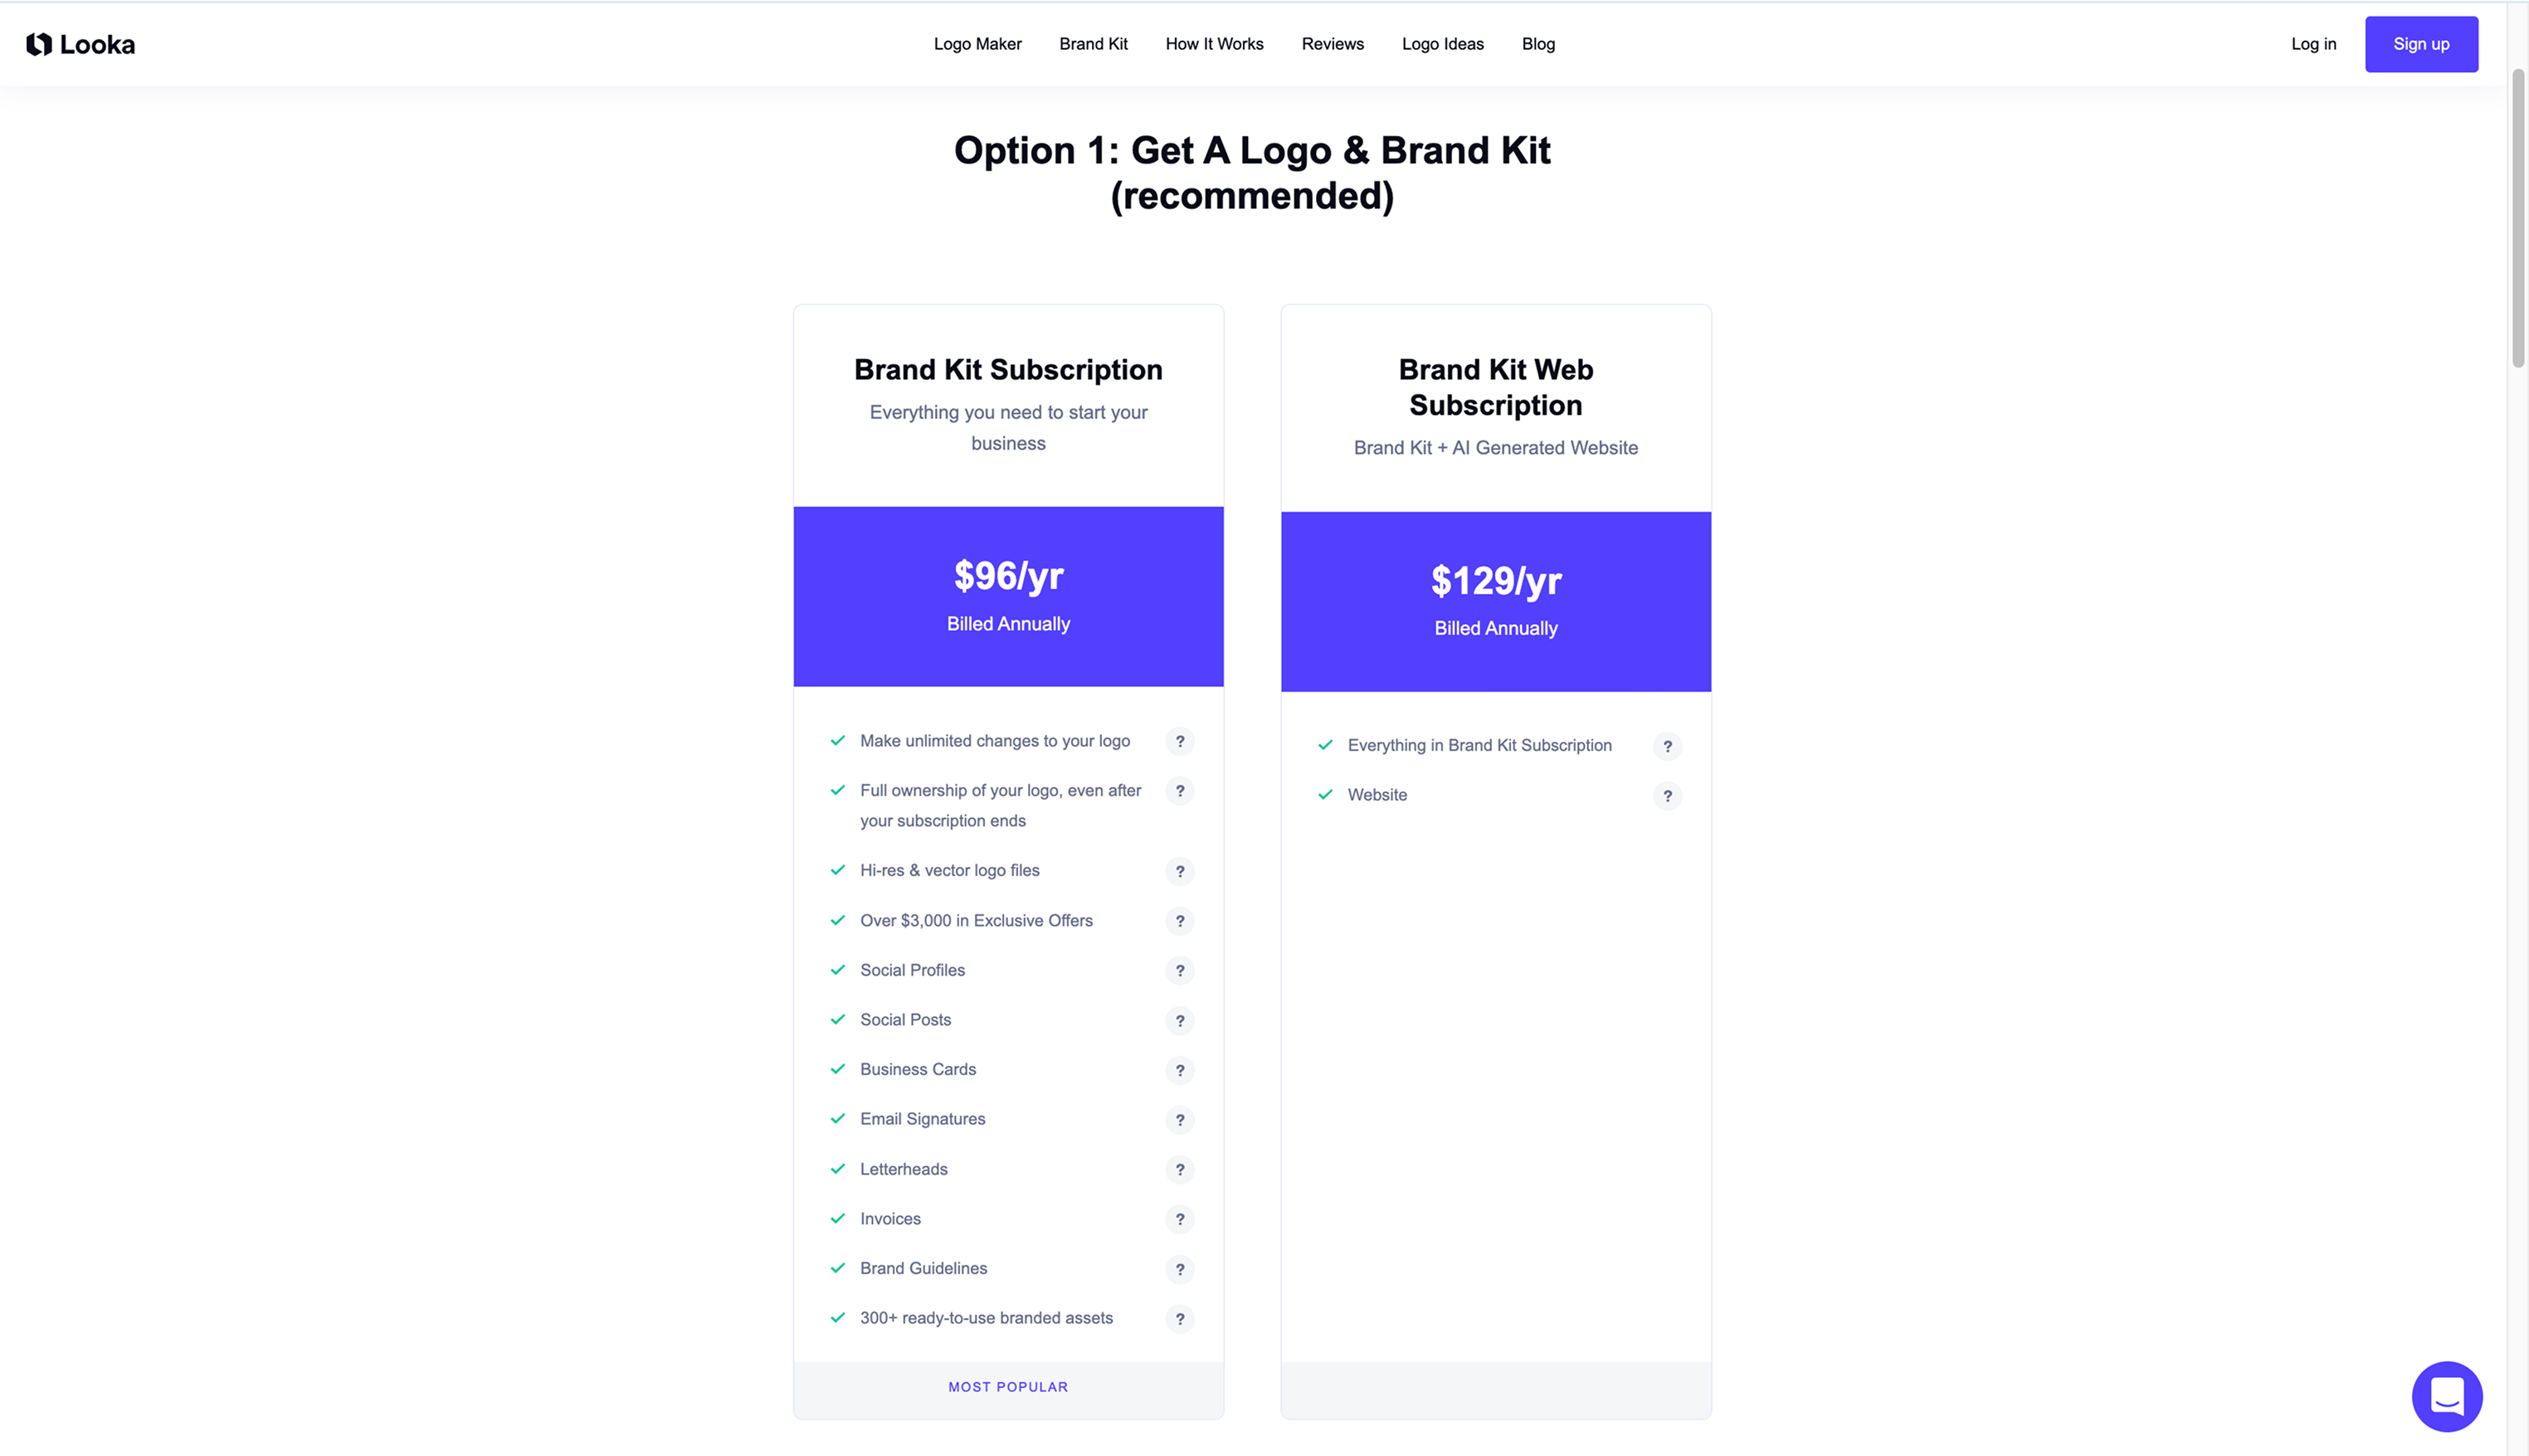 Looka
Logo Maker
Brand Kit
How It Works
Reviews
Logo Ideas
Blog
Log in
Sign up
Option 1: Get A Logo & Brand Kit
(recommended)
Brand Kit Subscription
Everything you need to start your
business
$96/yr
Billed Annually
Make unlimited changes to your logo ?
Full ownership of your logo, even after ?
your subscription ends
Hi-res & vector logo files ?
Over $3,000 in Exclusive Offers ?
Social Profiles ?
Social Posts ?
Business Cards ?
Email Signatures ?
Letterheads ?
Invoices ?
Brand Guidelines ?
300+ ready-to-use branded assets ?
MOST POPULAR
Brand Kit Web
Subscription
Brand Kit + AI Generated Website
$129/yr
Billed Annually
Everything in Brand Kit Subscription ?
Website ?